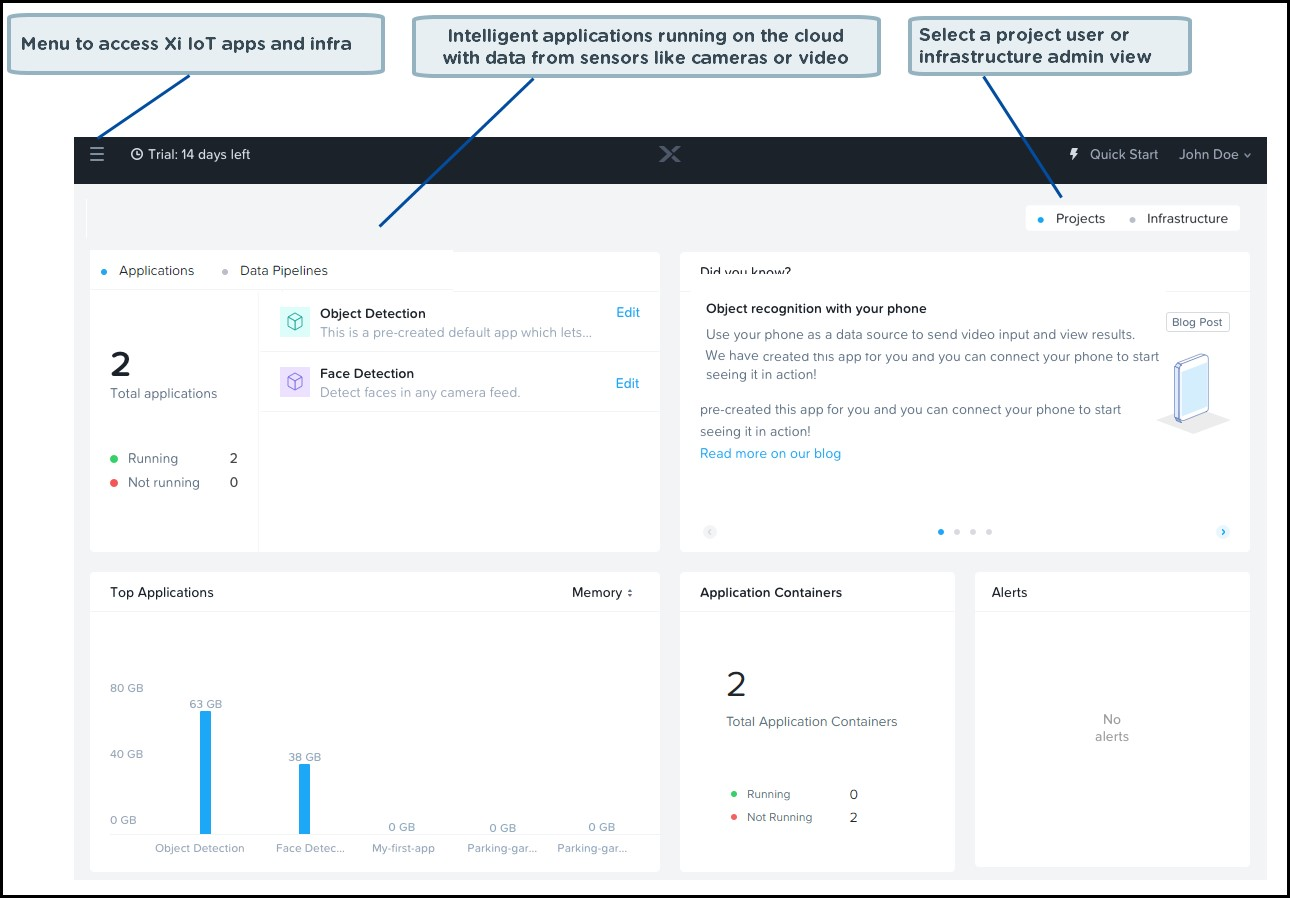 Menu to access Xi IoT apps and infra
Intelligent applications running on the cloud
with data from sensors like cameras or video
Select a project user or
infrastructure admin view
Trial: 14 days left
X
Quick Start
John Doe
Projects
Infrastructure
Applications
Data Pipelines
2
Total applications
Running 2
Not running 0
Object Detection
This is a pre-created default app which lets...
Edit
Face Detection
Detect faces in any camera feed.
Edit
Did you know?
Object recognition with your phone
Use your phone as a data source to send video input and view results.
We have created this app for you and you can connect your phone to start
seeing it in action!
Blog Post
pre-created this app for you and you can connect your phone to start
seeing it in action!
Read more on our blog
Top Applications
Memory
80 GB
40 GB
0 GB
63 GB
38 GB
0 GB
0 GB
0 GB
Object Detection
Face Detec...
My-first-app
Parking-gar...
Parking-gar...
Application Containers
2
Total Application Containers
Running 0
Not Running 2
Alerts
No
alerts